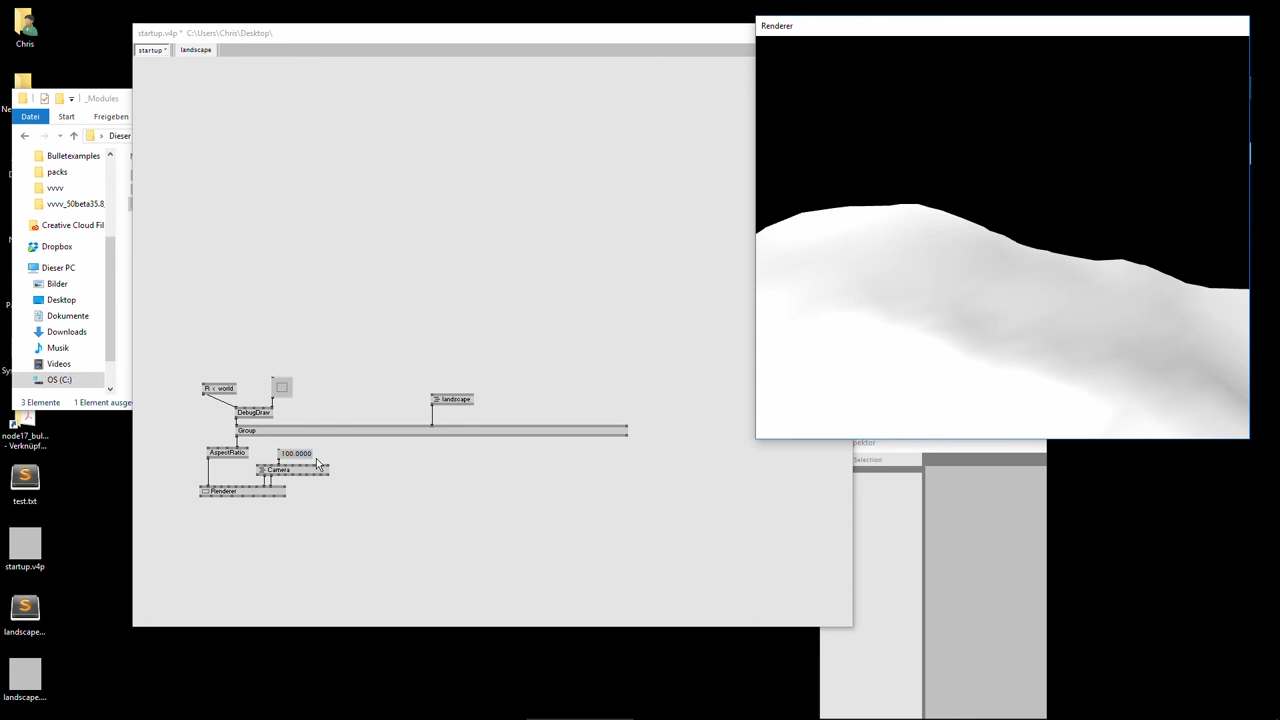 Chris
_Modules
Datei
Start
Freigeben
Dieser
Bulletexamples
packs
vvvv
vvvv_50beta35.8_
Creative Cloud Fil
Dropbox
Dieser PC
Bilder
Desktop
Dokumente
Downloads
Musik
Videos
OS (C:)
3 Elemente
1 Element ausge
node17_bul...
- Verknüpf...
test.txt
startup.v4p
landscape...
landscape....
startup.v4p * C:\Users\Chris\Desktop\
startup *
landscape
R < world
DebugDraw
landscape
Group
AspectRatio
100.0000
Camera
Renderer
Renderer
pektor
Selection